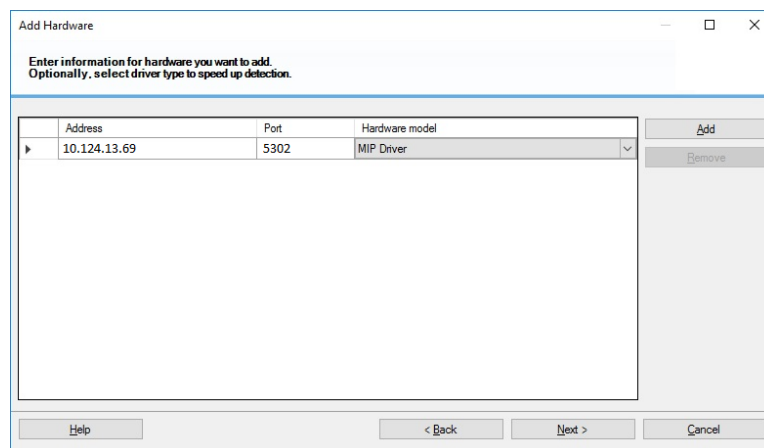 Add Hardware
Enter information for hardware you want to add.
Optionally, select driver type to speed up detection.
Address Port Hardware model
10.124.13.69 5302 MIP Driver
Add
Remove
Help < Back Next > Cancel